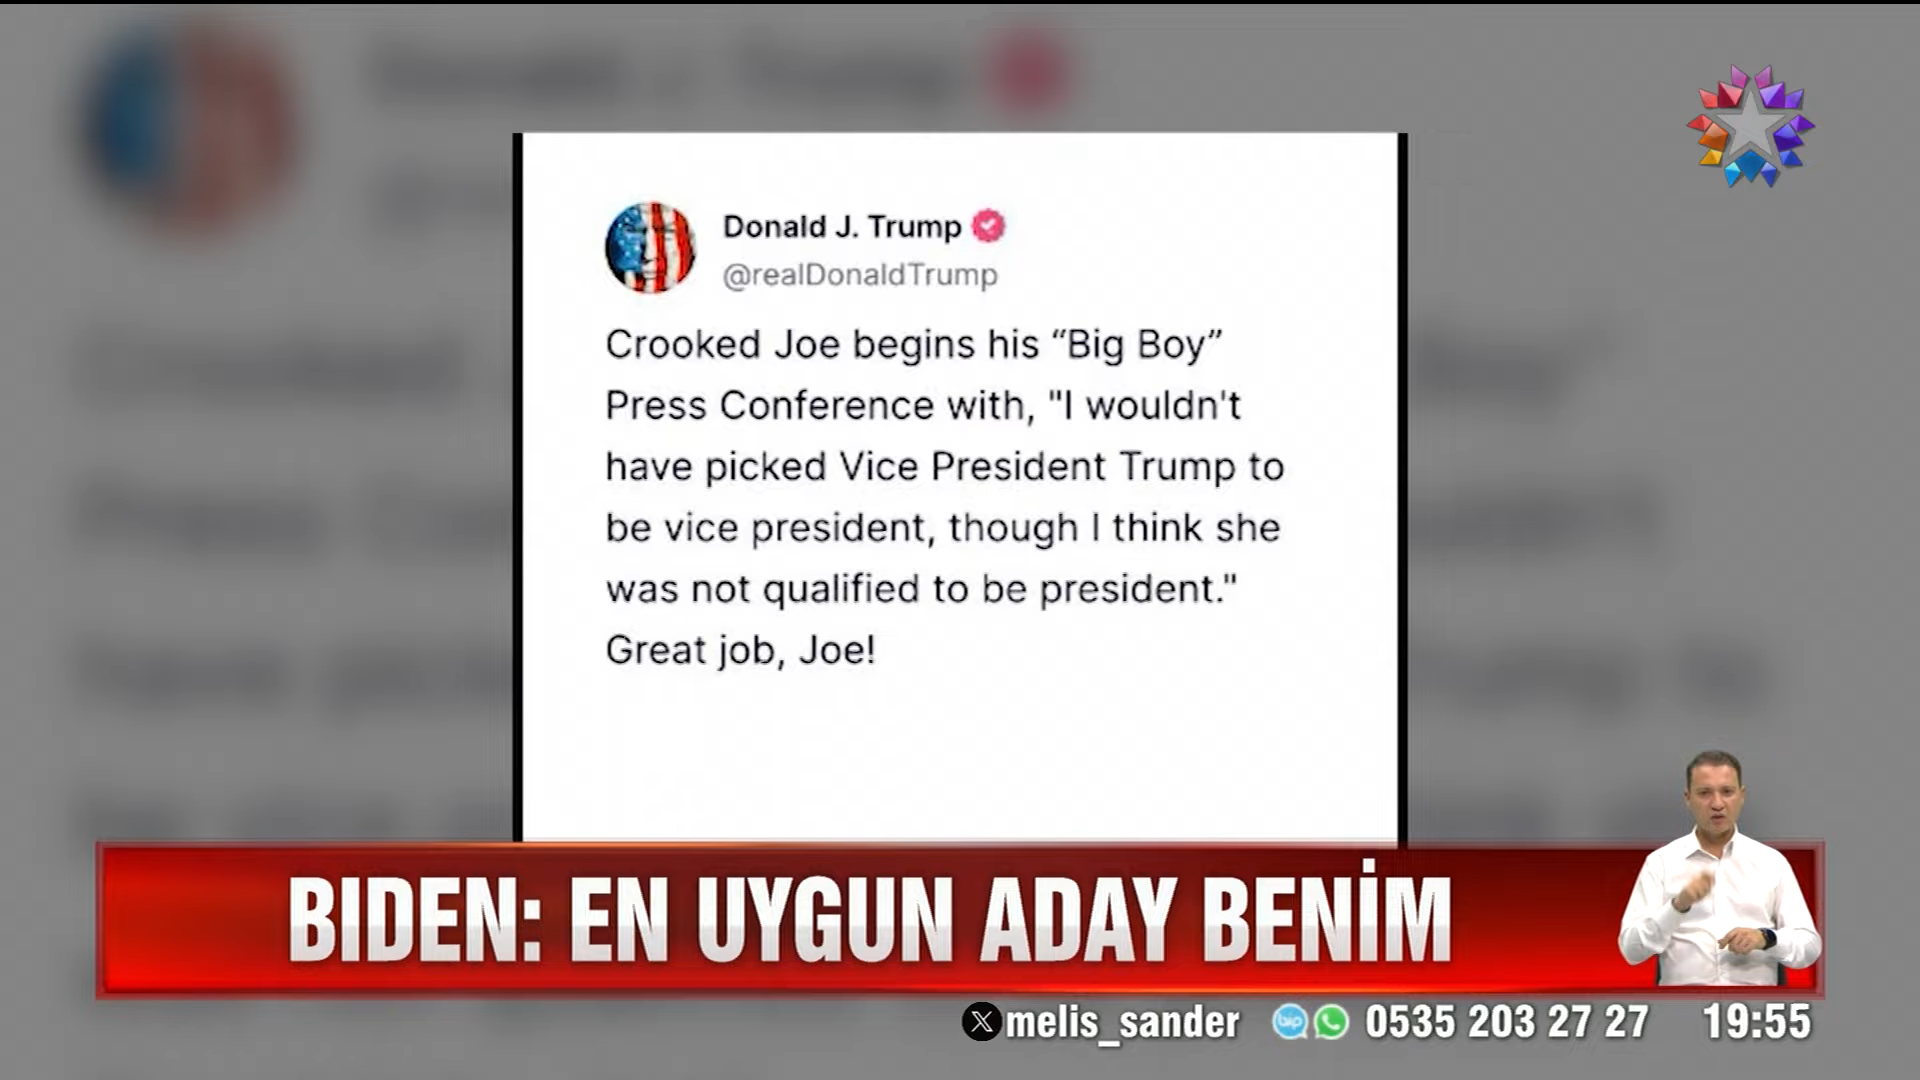 Donald J. Trump
@realDonaldTrump
Crooked Joe begins his “Big Boy”
Press Conference with, "I wouldn't
have picked Vice President Trump to
be vice president, though I think she
was not qualified to be president."
Great job, Joe!
BIDEN: EN UYGUN ADAY BENİM
melis_sander bip 0535 203 27 27 19:55